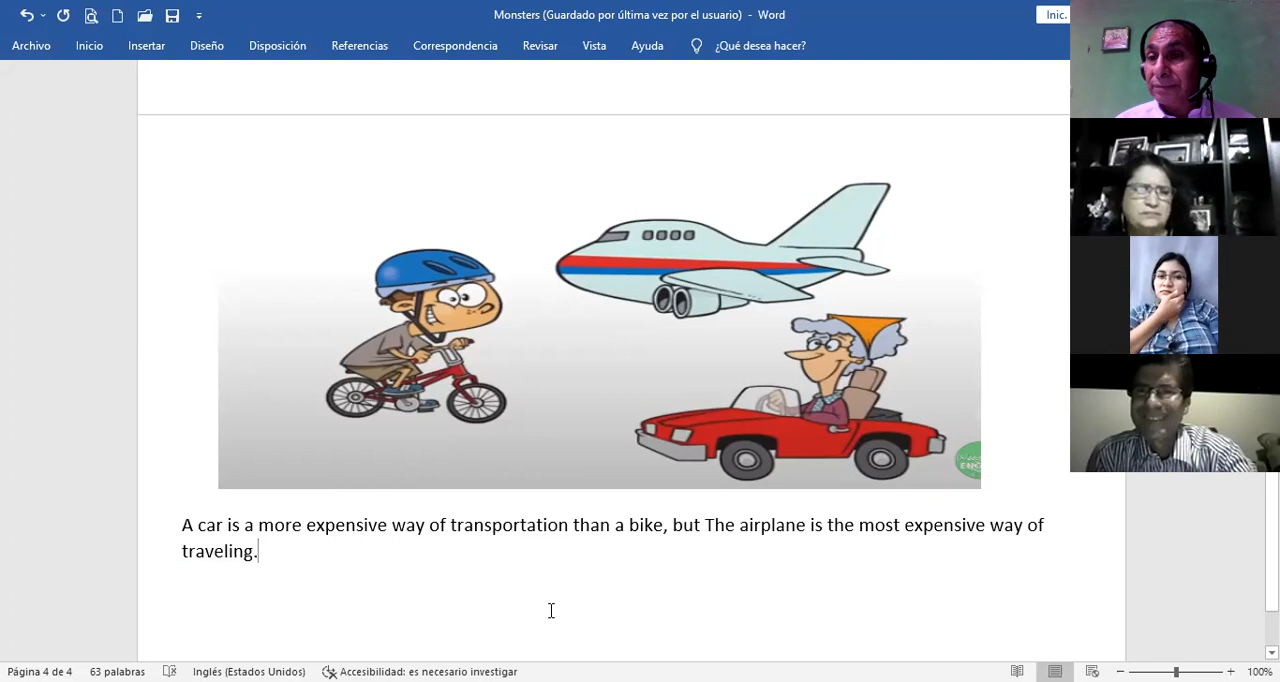 Monsters (Guardado por última vez por el usuario) - Word
Inic.
Archivo Inicio Insertar Diseño Disposición Referencias Correspondencia Revisar Vista Ayuda ¿Qué desea hacer?
A car is a more expensive way of transportation than a bike, but The airplane is the most expensive way of
traveling.
Página 4 de 4 63 palabras Inglés (Estados Unidos) Accesibilidad: es necesario investigar 100%